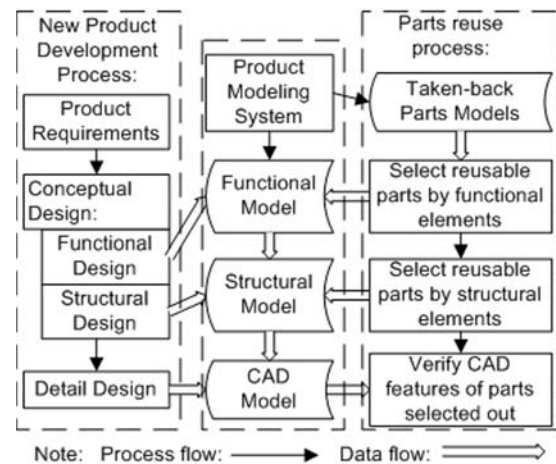 New Product
Development
Process:
Product
Requirements
Conceptual
Design:
Functional
Design
Structural
Design
Detail Design
Product
Modeling
System
Functional
Model
Structural
Model
CAD
Model
Parts reuse
process:
Taken-back
Parts Models
Select reusable
parts by functional
elements
Select reusable
parts by structural
elements
Verify CAD
features of parts
selected out
Note: Process flow: Data flow: